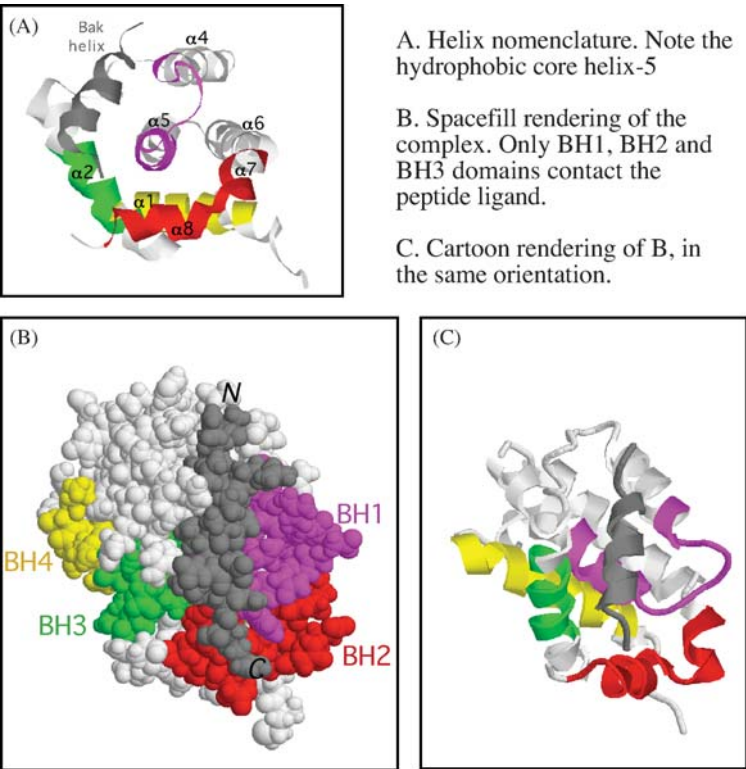 (A)
Bak
helix
α4
α5
α6
α2
α7
α1
α8
A. Helix nomenclature. Note the
hydrophobic core helix-5
B. Spacefill rendering of the
complex. Only BH1, BH2 and
BH3 domains contact the
peptide ligand.
C. Cartoon rendering of B, in
the same orientation.
(B)
N
BH1
BH4
BH3
BH2
C
(C)